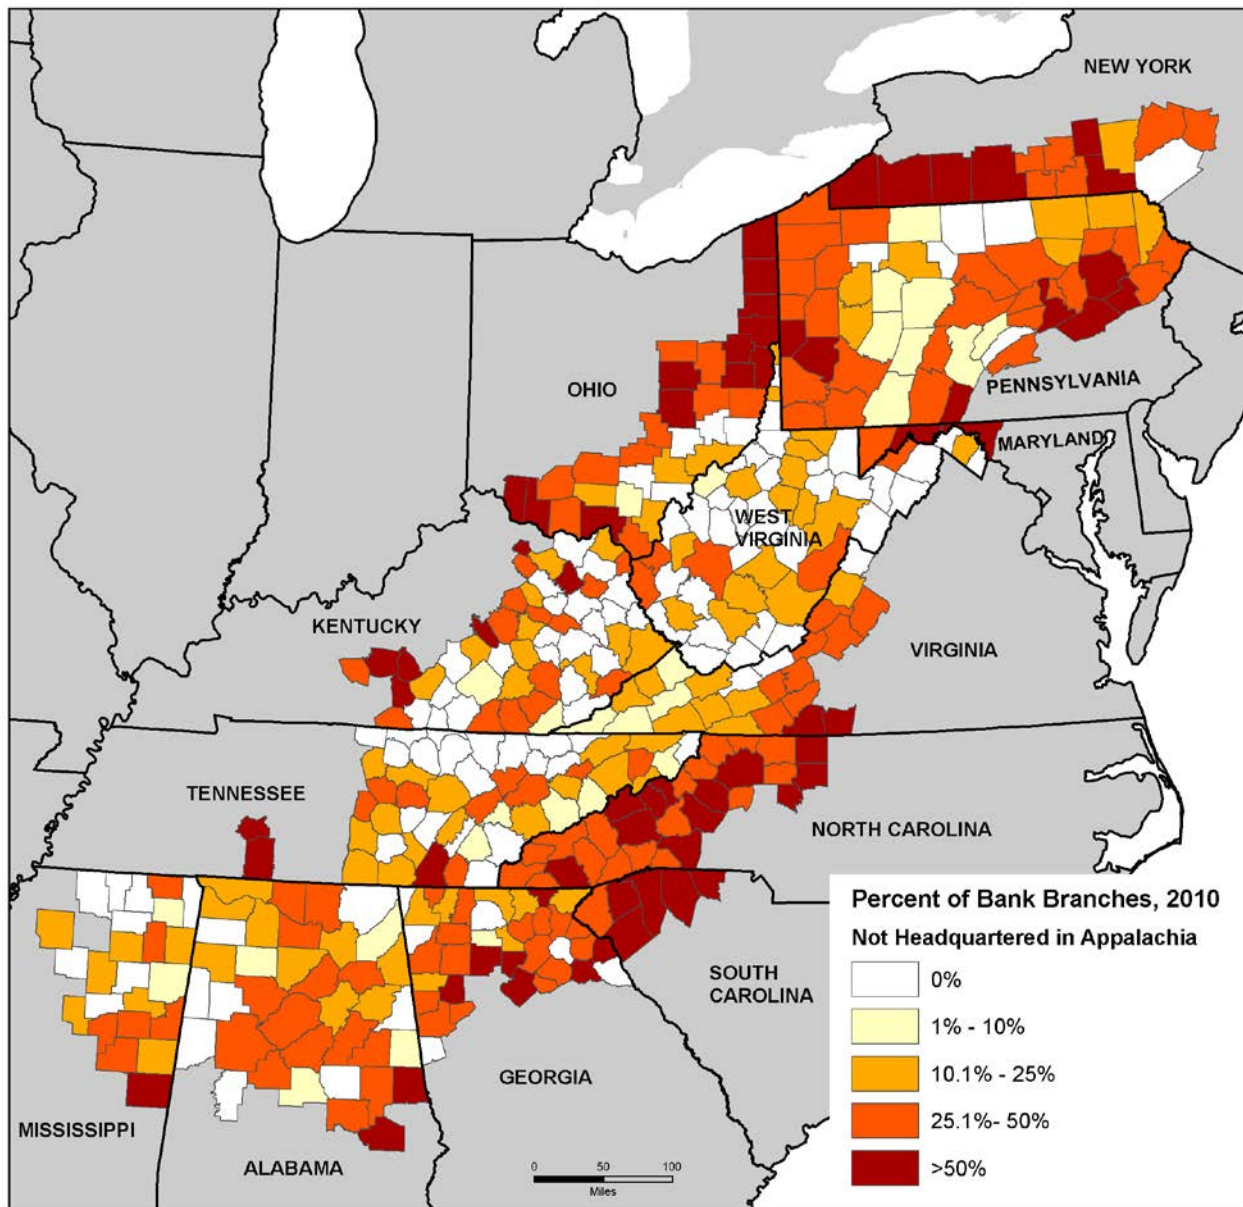 NEW YORK
OHIO
PENNSYLVANIA
MARYLAND
WEST
VIRGINIA
KENTUCKY
VIRGINIA
TENNESSEE
NORTH CAROLINA
SOUTH
CAROLINA
GEORGIA
MISSISSIPPI
ALABAMA
0 50 100
Miles
Percent of Bank Branches, 2010
Not Headquartered in Appalachia
0%
1% - 10%
10.1% - 25%
25.1%- 50%
>50%